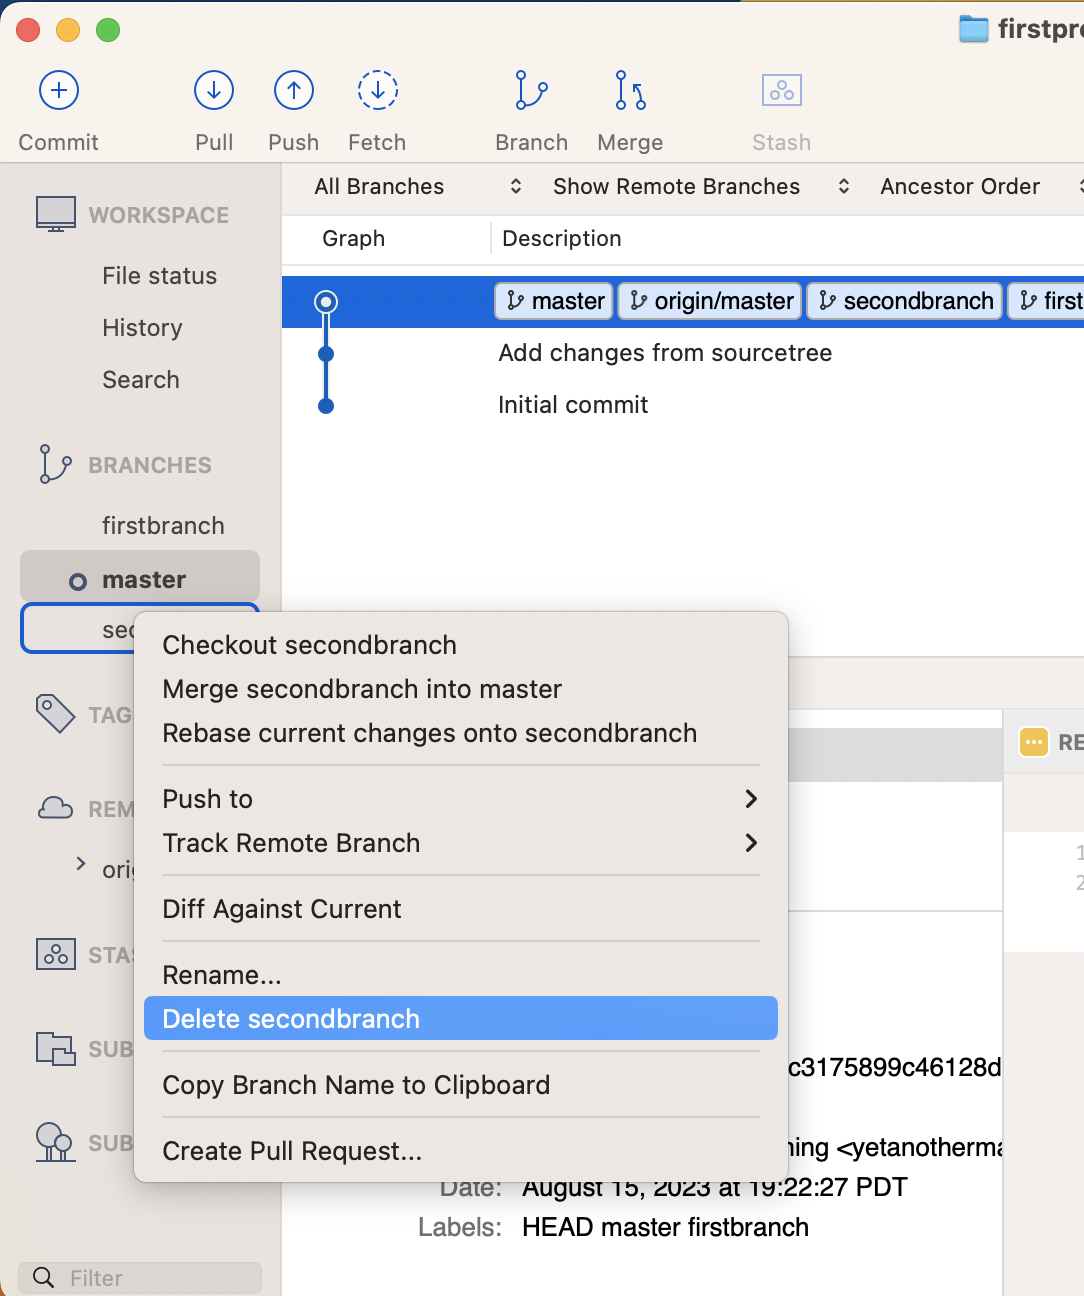 firstpr
Commit
Pull
Push
Fetch
Branch
Merge
Stash
All Branches
Show Remote Branches
Ancestor Order
WORKSPACE
File status
History
Search
Graph
Description
master
origin/master
secondbranch
first
Add changes from sourcetree
Initial commit
BRANCHES
firstbranch
master
sec
TAG
REM
ori
STAS
SUB
SUB
Filter
Checkout secondbranch
Merge secondbranch into master
Rebase current changes onto secondbranch
Push to
Track Remote Branch
Diff Against Current
Rename...
Delete secondbranch
Copy Branch Name to Clipboard
Create Pull Request...
RE
1
2
c3175899c46128d
ning <yetanotherma
Date: August 15, 2023 at 19:22:27 PDT
Labels: HEAD master firstbranch